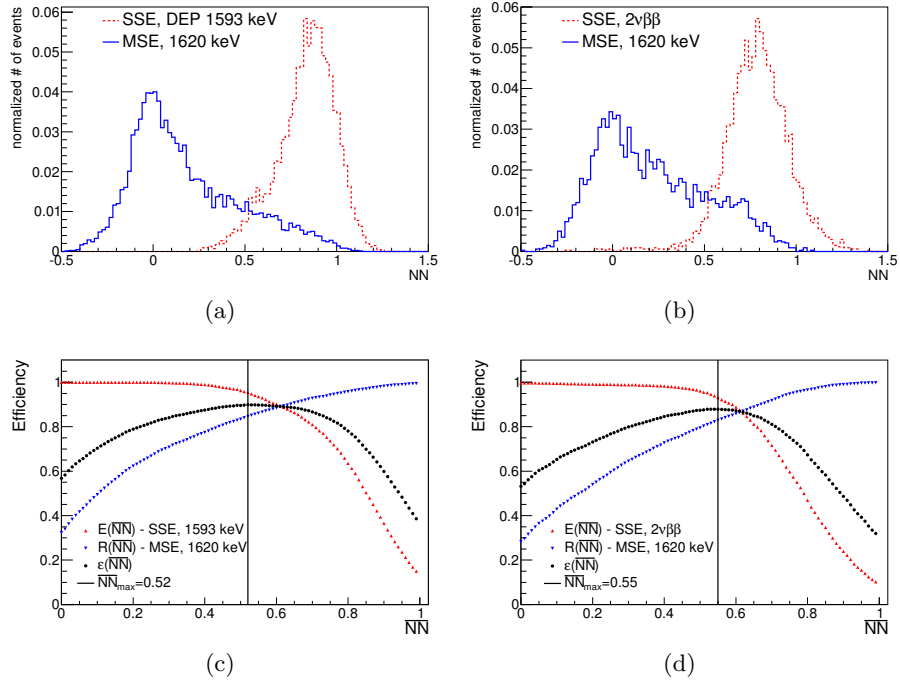 normalized # of events
0.06
0.05
0.04
0.03
0.02
0.01
0
SSE, DEP 1593 keV
MSE, 1620 keV
-0.5 0 0.5 1 1.5
NN
(a)
normalized # of events
0.06
0.05
0.04
0.03
0.02
0.01
0
SSE, 2νββ
MSE, 1620 keV
-0.5 0 0.5 1 1.5
NN
(b)
Efficiency
1
0.8
0.6
0.4
0.2
0
E(N̅N̅) - SSE, 1593 keV
R(N̅N̅) - MSE, 1620 keV
ε(N̅N̅)
N̅N̅max=0.52
0 0.2 0.4 0.6 0.8 1
N̅N̅
(c)
Efficiency
1
0.8
0.6
0.4
0.2
0
E(N̅N̅) - SSE, 2νββ
R(N̅N̅) - MSE, 1620 keV
ε(N̅N̅)
N̅N̅max=0.55
0 0.2 0.4 0.6 0.8 1
N̅N̅
(d)